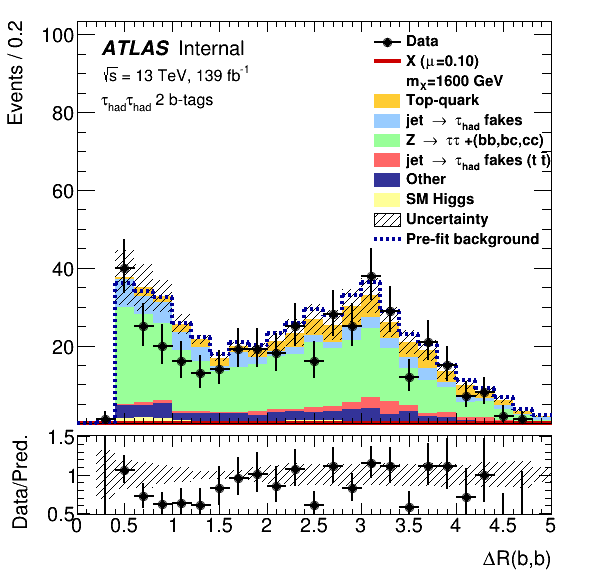 Events / 0.2
100
80
60
40
20
ATLAS Internal
√s = 13 TeV, 139 fb⁻¹
τhadτhad 2 b-tags
Data
X (μ=0.10)
mX=1600 GeV
Top-quark
jet → τhad fakes
Z → ττ +(bb,bc,cc)
jet → τhad fakes (t t̄)
Other
SM Higgs
Uncertainty
Pre-fit background
Data/Pred.
1.5
1
0.5
0 0.5 1 1.5 2 2.5 3 3.5 4 4.5 5
ΔR(b,b)